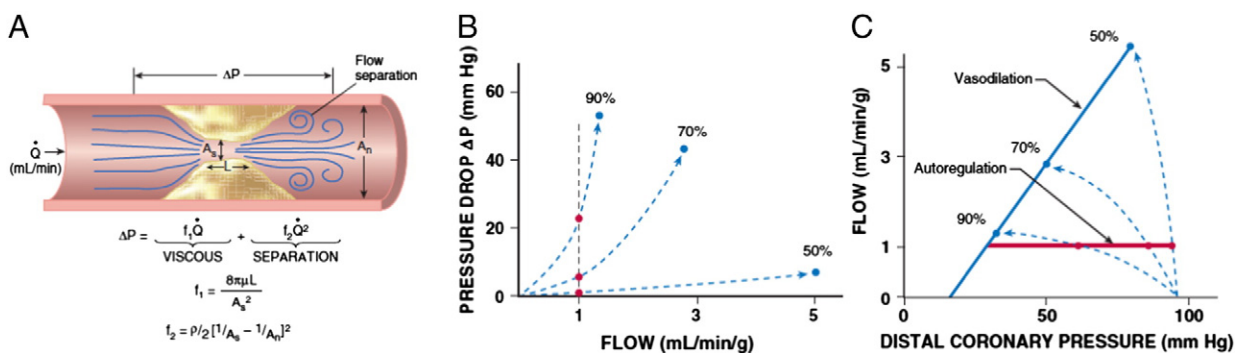 A
ΔP
Flow
separation
Q̇
(mL/min)
As
An
L
ΔP = f₁Q̇ + f₂Q̇²
VISCOUS SEPARATION
f₁ = 8πμL / As²
f₂ = ρ/2 [1/As − 1/An]²
B
PRESSURE DROP ΔP (mm Hg)
60
40
20
0
90%
70%
50%
1 3 5
FLOW (mL/min/g)
C
FLOW (mL/min/g)
5
3
1
0
50%
Vasodilation
70%
Autoregulation
90%
0 50 100
DISTAL CORONARY PRESSURE (mm Hg)